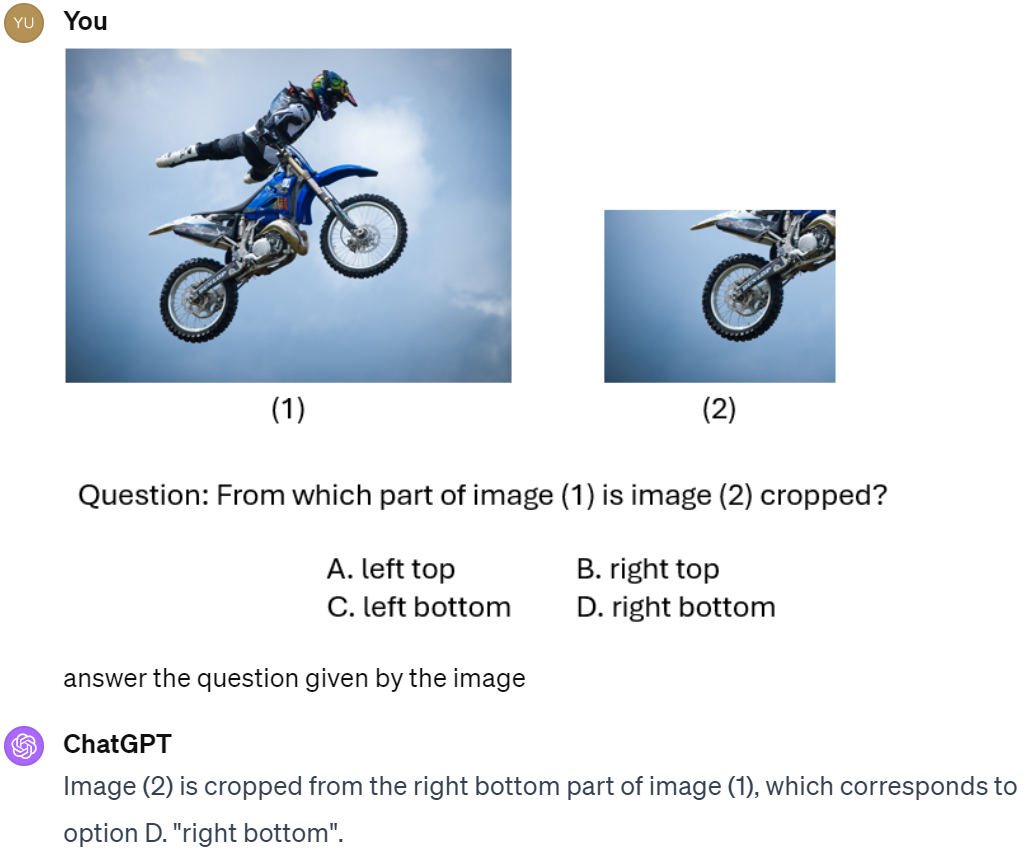 YU
You
(1)
(2)
Question: From which part of image (1) is image (2) cropped?
A. left top B. right top
C. left bottom D. right bottom
answer the question given by the image
ChatGPT
Image (2) is cropped from the right bottom part of image (1), which corresponds to
option D. "right bottom".